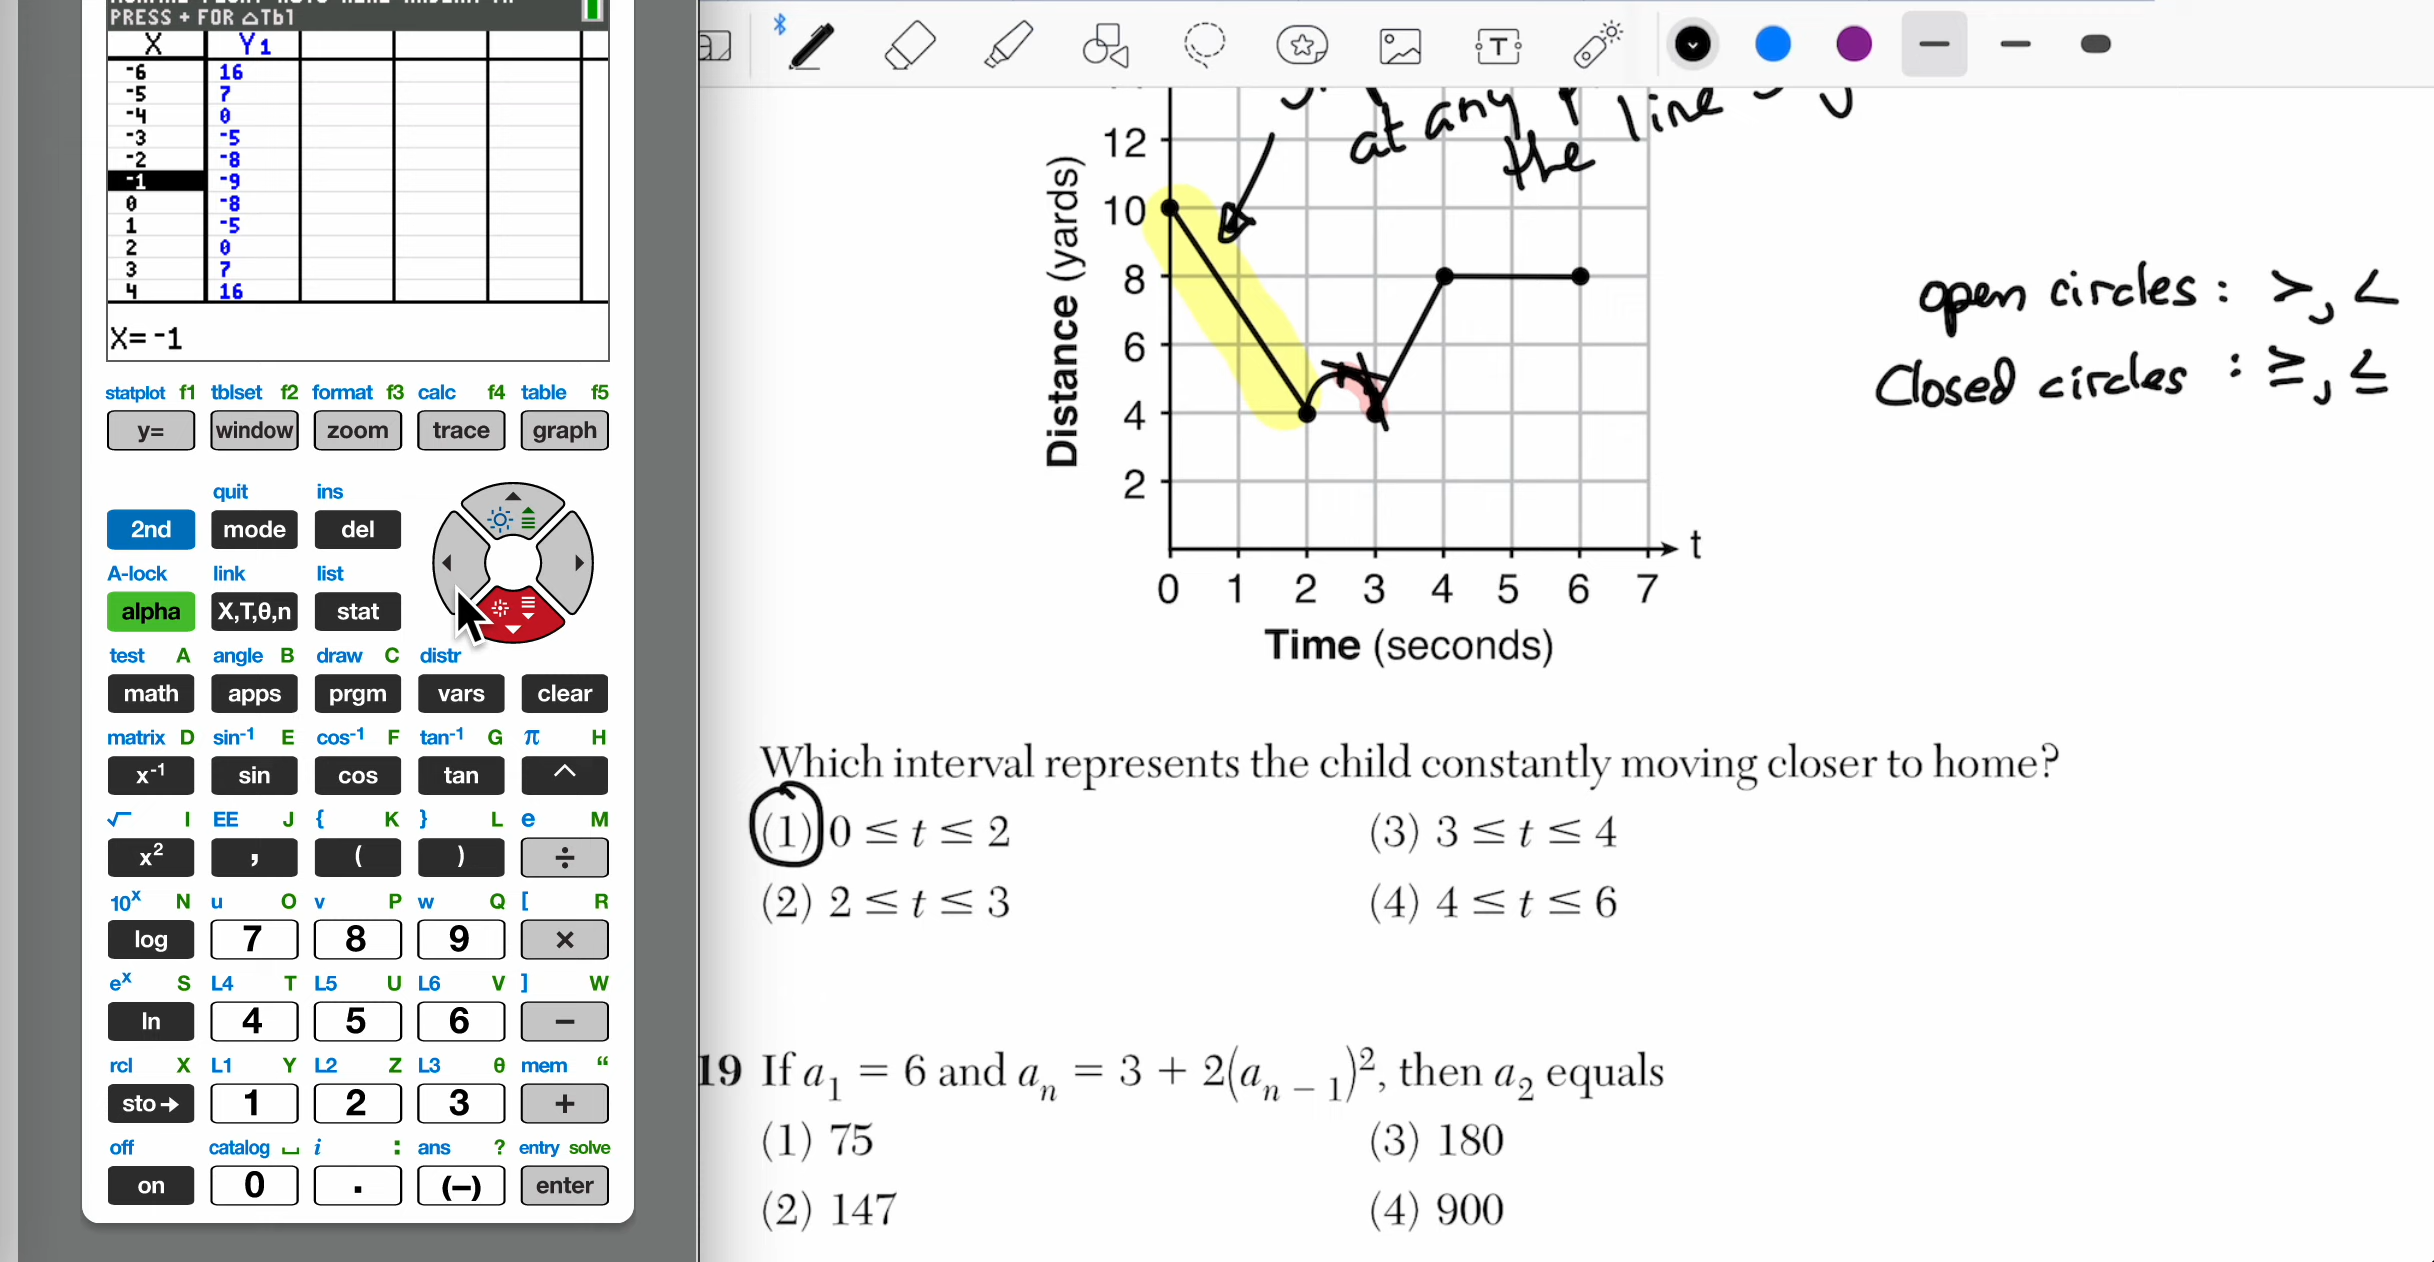 PRESS + FOR △Tbl
X Y1
-6 16
-5 7
-4 0
-3 -5
-2 -8
-1 -9
0 -8
1 -5
2 0
3 7
4 16
X= -1
statplot f1 tblset f2 format f3 calc f4 table f5
y= window zoom trace graph
quit ins
2nd mode del
A-lock link list
alpha X,T,θ,n stat
test A angle B draw C distr
math apps prgm vars clear
matrix D sin⁻¹ E cos⁻¹ F tan⁻¹ G π H
x⁻¹ sin cos tan ^
√ I EE J { K } L e M
x² , ( ) ÷
10ˣ N u O v P w Q [ R
log 7 8 9 ×
eˣ S L4 T L5 U L6 V ] W
ln 4 5 6 −
rcl X L1 Y L2 Z L3 θ mem “
sto→ 1 2 3 +
off catalog ⎵ i : ans ? entry solve
on 0 . (−) enter
T
at any line
the
Distance (yards)
12
10
8
6
4
2
0 1 2 3 4 5 6 7
t
Time (seconds)
open circles : >, <
Closed circles : ≥, ≤
Which interval represents the child constantly moving closer to home?
(1) 0 ≤ t ≤ 2 (3) 3 ≤ t ≤ 4
(2) 2 ≤ t ≤ 3 (4) 4 ≤ t ≤ 6
19 If a₁ = 6 and aₙ = 3 + 2(aₙ ₋ ₁)², then a₂ equals
(1) 75 (3) 180
(2) 147 (4) 900